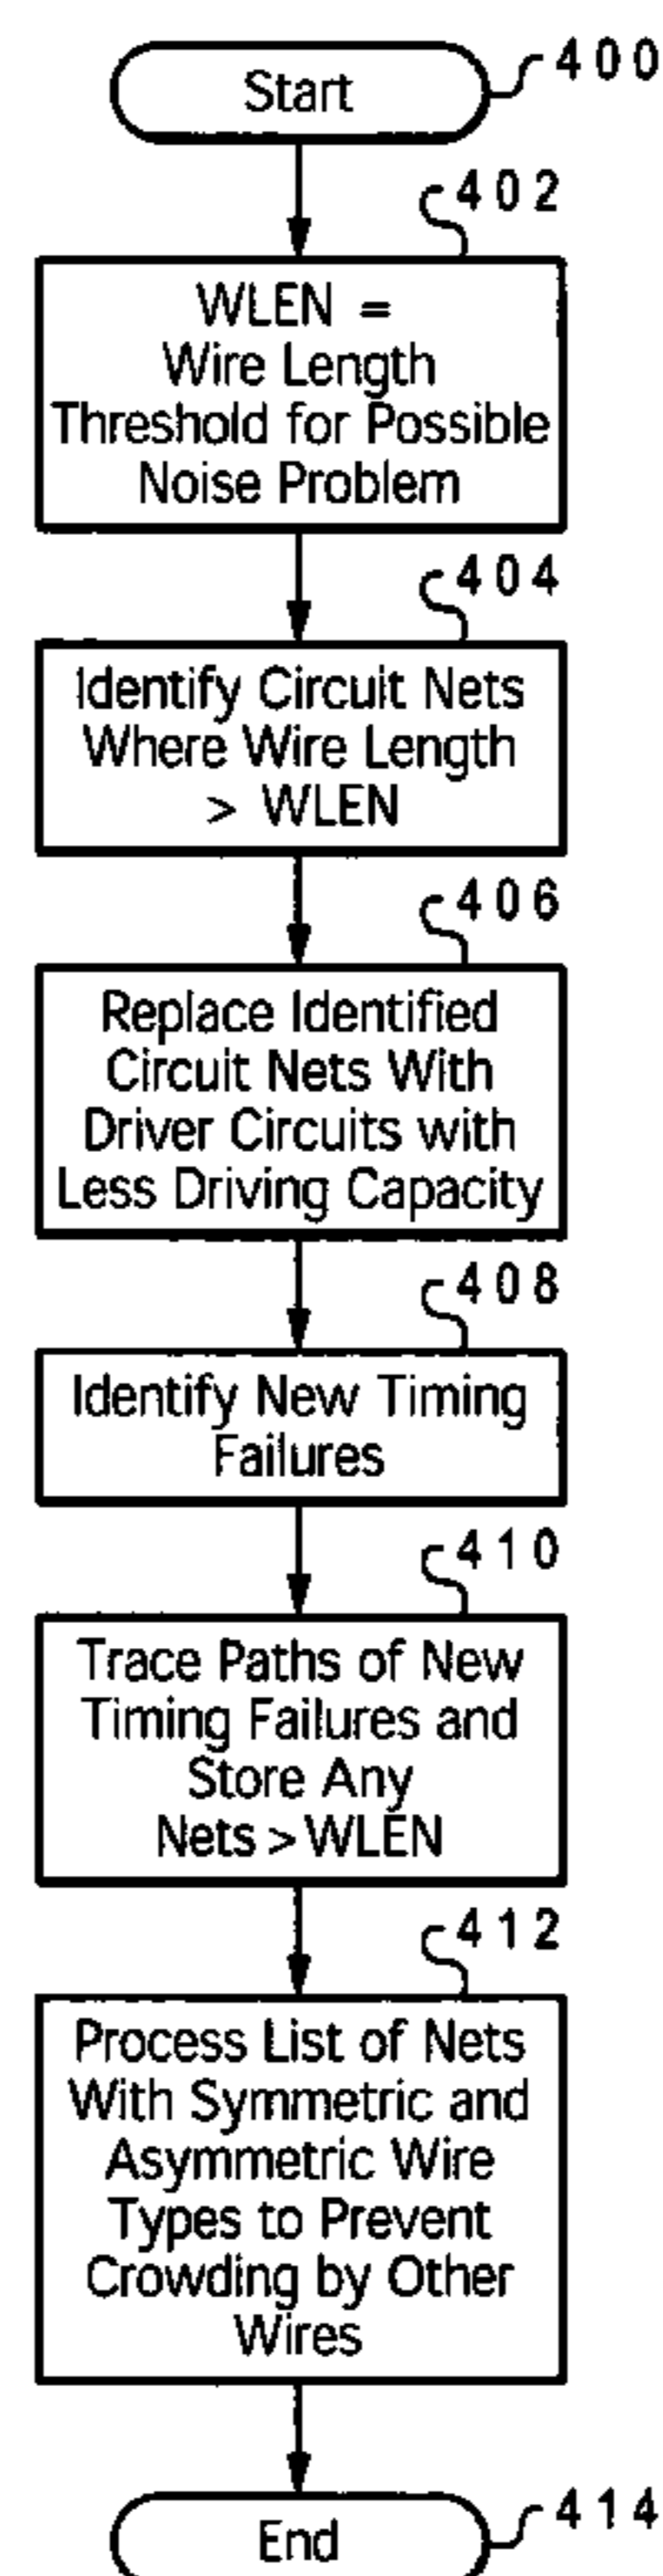 Start
400
402
WLEN =
Wire Length
Threshold for Possible
Noise Problem
404
Identify Circuit Nets
Where Wire Length
> WLEN
406
Replace Identified
Circuit Nets With
Driver Circuits with
Less Driving Capacity
408
Identify New Timing
Failures
410
Trace Paths of New
Timing Failures and
Store Any
Nets > WLEN
412
Process List of Nets
With Symmetric and
Asymmetric Wire
Types to Prevent
Crowding by Other
Wires
End
414